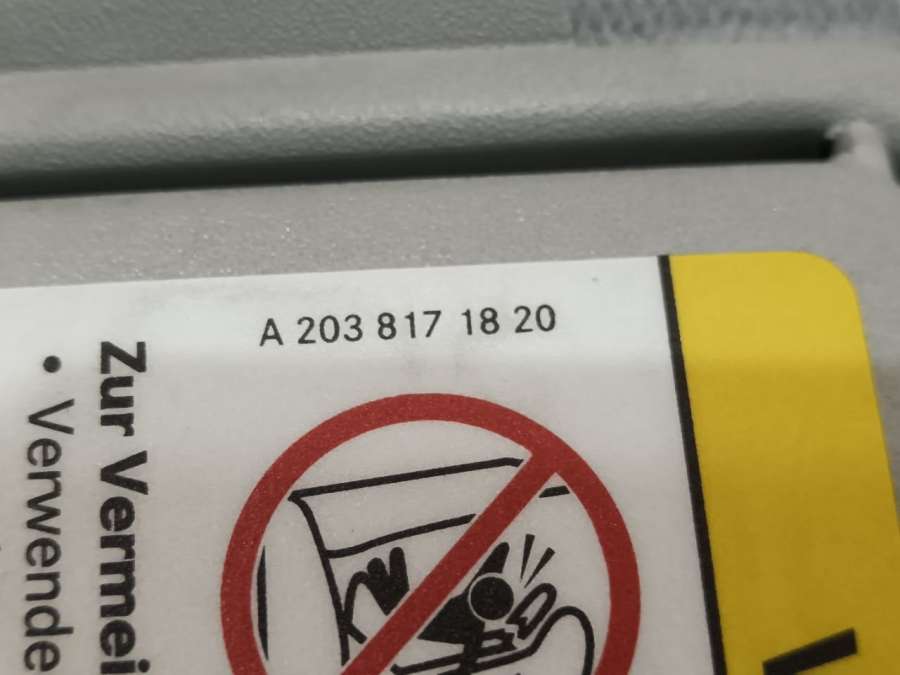 A 203 817 18 20
Zur Vermei
• Verwende